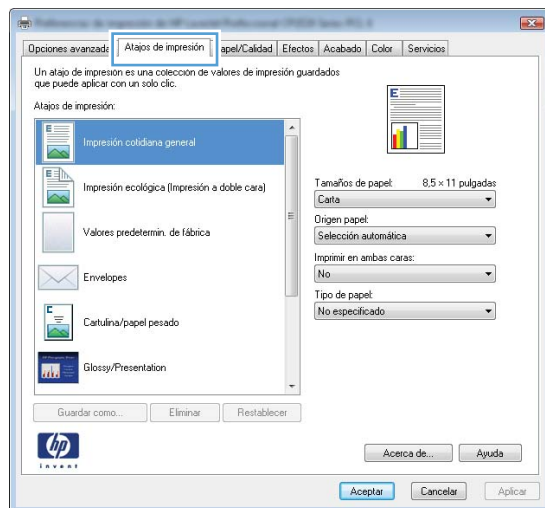 Opciones avanzada
Atajos de impresión
apel/Calidad
Efectos
Acabado
Color
Servicios
Un atajo de impresión es una colección de valores de impresión guardados
que puede aplicar con un solo clic.
Atajos de impresión:
Impresión cotidiana general
Impresión ecológica (Impresión a doble cara)
Valores predetermin. de fábrica
Envelopes
Cartulina/papel pesado
Glossy/Presentation
Guardar como...
Eliminar
Restablecer
Tamaños de papel: 8,5 × 11 pulgadas
Carta
Origen papel:
Selección automática
Imprimir en ambas caras:
No
Tipo de papel:
No especificado
hp
invent
Acerca de...
Ayuda
Aceptar
Cancelar
Aplicar